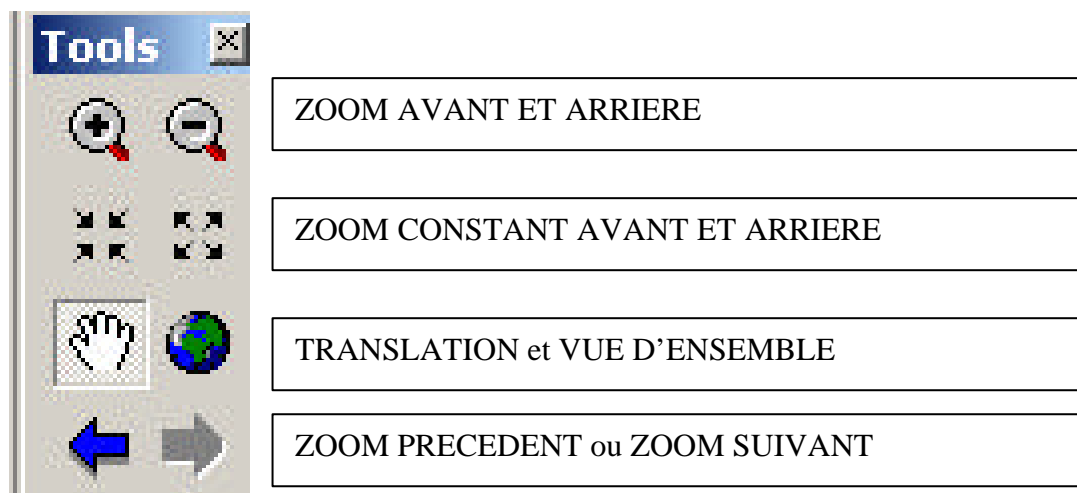 Tools
ZOOM AVANT ET ARRIERE
ZOOM CONSTANT AVANT ET ARRIERE
TRANSLATION et VUE D’ENSEMBLE
ZOOM PRECEDENT ou ZOOM SUIVANT